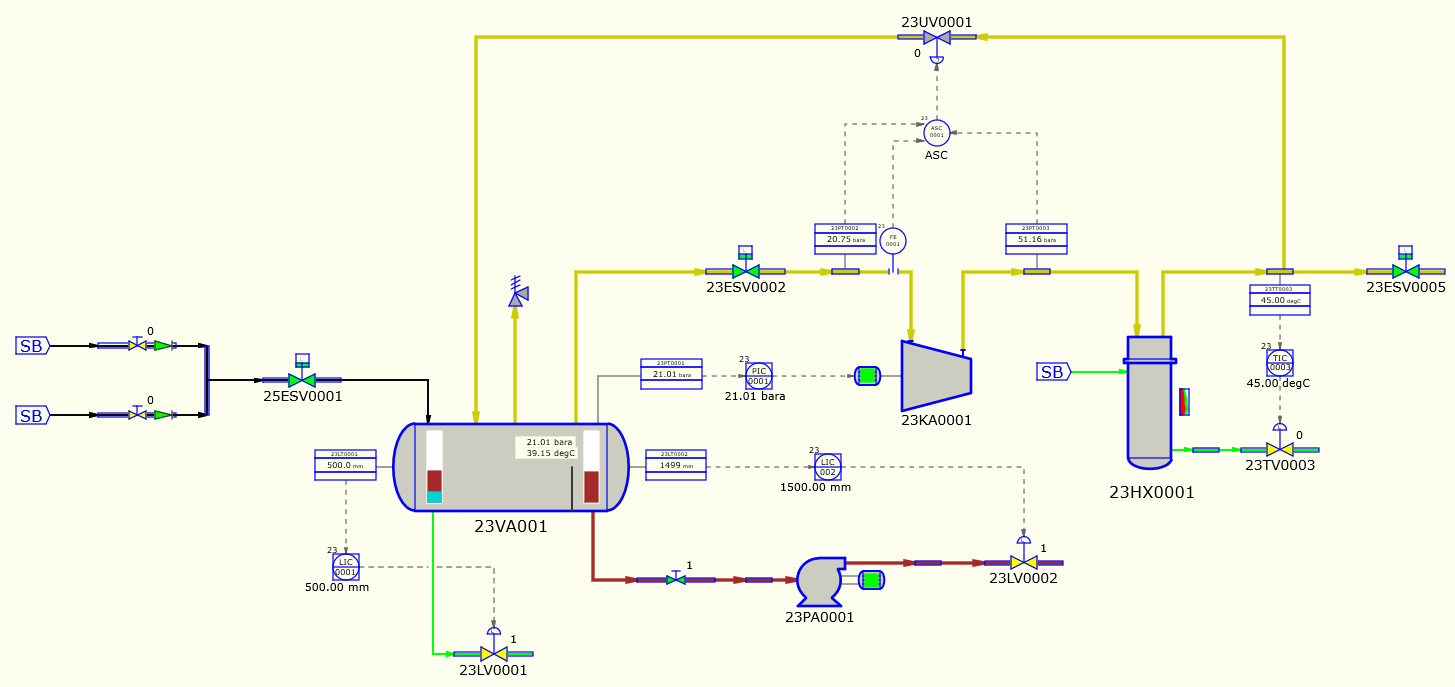 23UV0001
0
23
ASC
0001
ASC
23PT0002
20.75 bara
23
FE
0001
23PT0003
51.16 bara
23ESV0002
23ESV0005
23TT0003
45.00 degC
SB
0
25ESV0001
SB
0
23PT0001
21.01 bara
23
PIC
0001
21.01 bara
23KA0001
SB
23
TIC
0003
45.00 degC
0
23TV0003
23HX0001
21.01 bara
39.15 degC
23LT0001
500.0 mm
23LT0002
1499 mm
23
LIC
002
1500.00 mm
23VA001
23
LIC
0001
500.00 mm
1
23PA0001
1
23LV0002
1
23LV0001